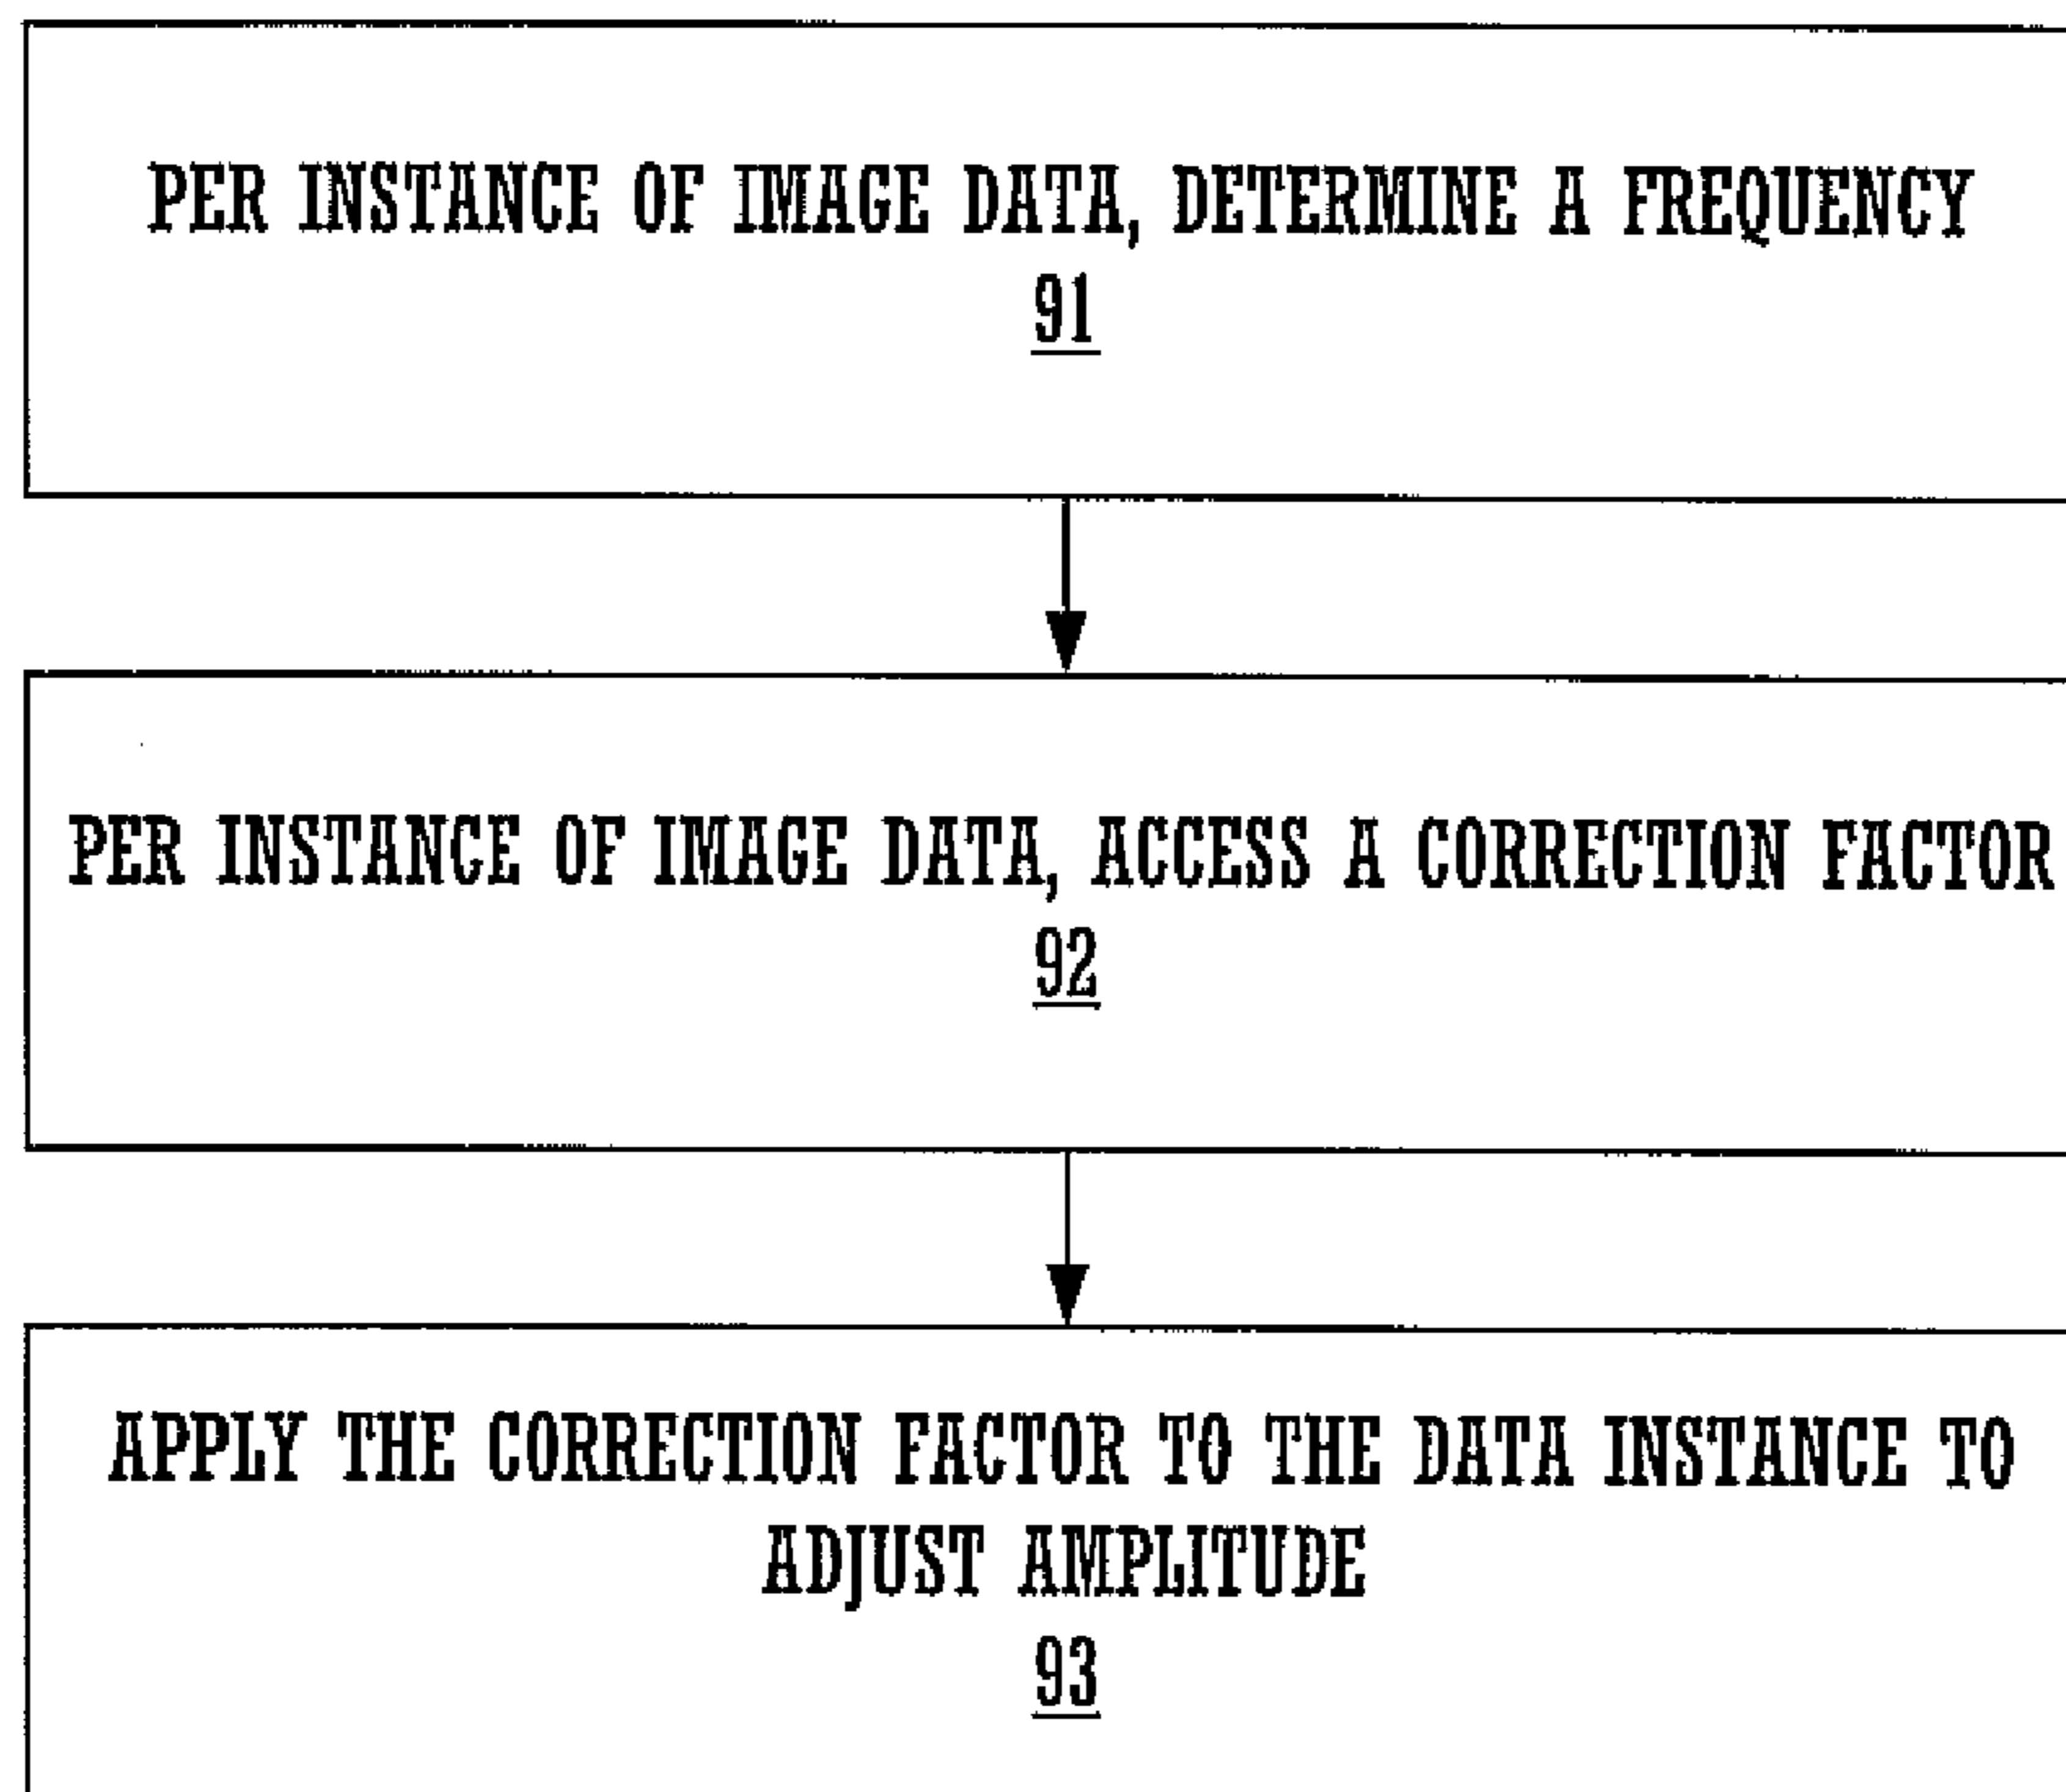 PER INSTANCE OF IMAGE DATA, DETERMINE A FREQUENCY
91
PER INSTANCE OF IMAGE DATA, ACCESS A CORRECTION FACTOR
92
APPLY THE CORRECTION FACTOR TO THE DATA INSTANCE TO
ADJUST AMPLITUDE
93